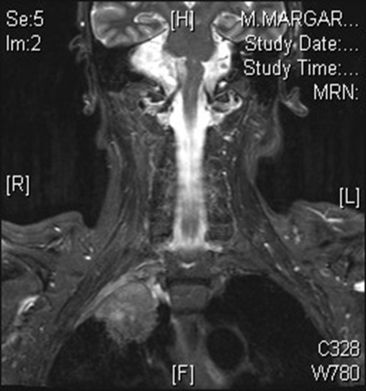 Se:5
Im:2
[H]
M.MARGAR...
Study Date:...
Study Time:...
MRN:
[R]
[L]
[F]
C328
W780